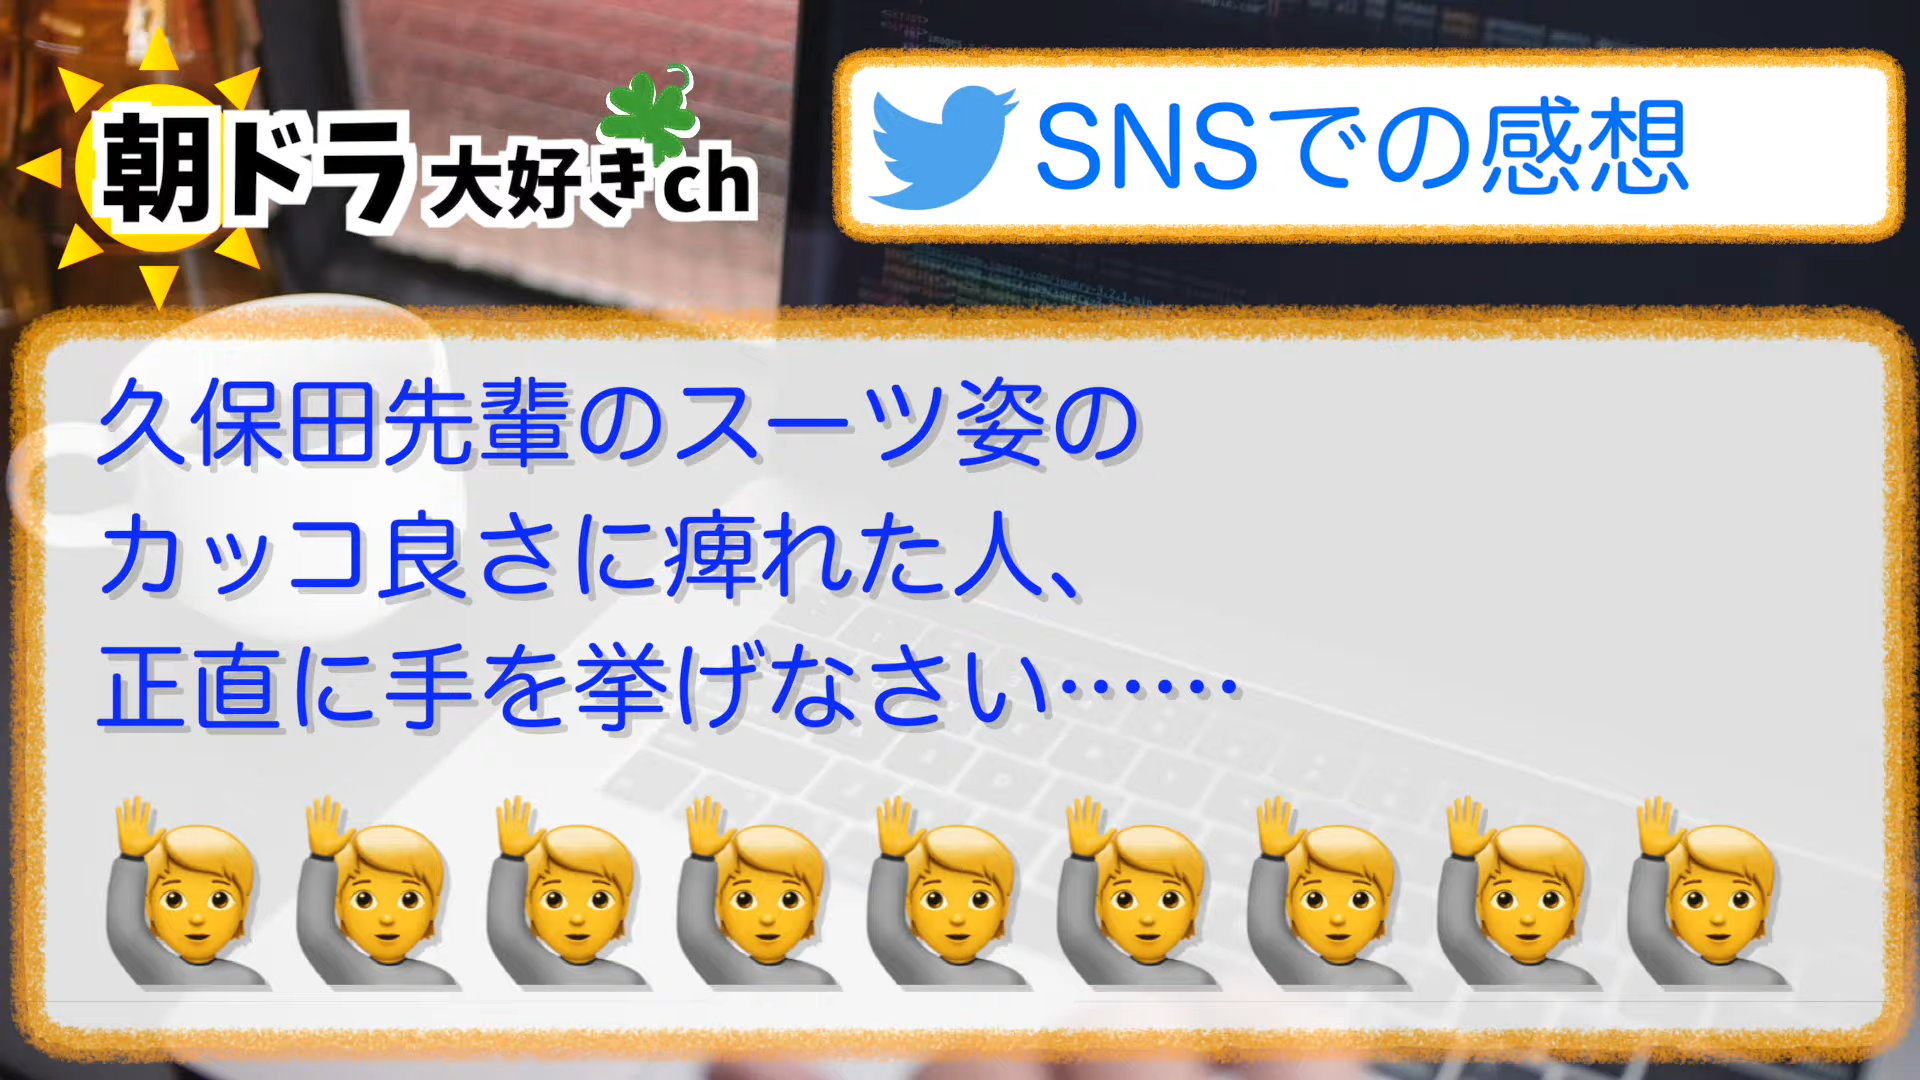 朝ドラ大好きch
SNSでの感想
久保田先輩のスーツ姿の
カッコ良さに痺れた人、
正直に手を挙げなさい……